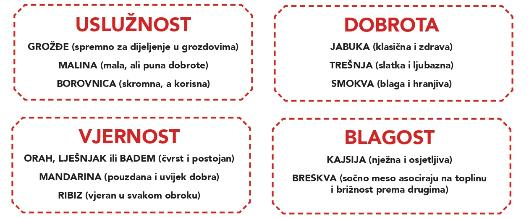 USLUŽNOST
GROŽĐE (spremno za dijeljenje u grozdovima)
MALINA (mala, ali puna dobrote)
BOROVNICA (skromna, a korisna)
DOBROTA
JABUKA (klasična i zdrava)
TREŠNJA (slatka i ljubazna)
SMOKVA (blaga i hranjiva)
VJERNOST
ORAH, LJEŠNJAK ili BADEM (čvrst i postojan)
MANDARINA (pouzdana i uvijek dobra)
RIBIZ (vjeran u svakom obroku)
BLAGOST
KAJSIJA (nježna i osjetljiva)
BRESKVA (sočno meso asociraju na toplinu
i brižnost prema drugima)